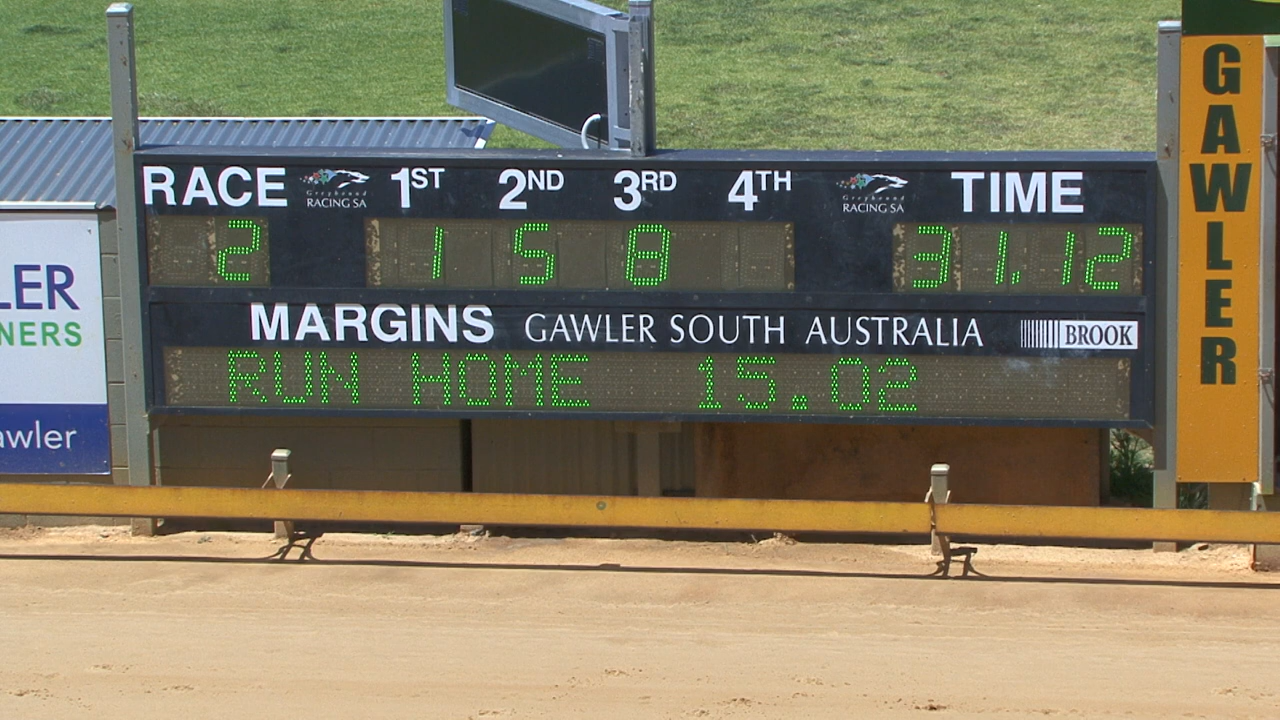 RACE Greyhound RACING SA 1ST 2ND 3RD 4TH Greyhound RACING SA TIME
2 1 5 8 31.12
MARGINS GAWLER SOUTH AUSTRALIA BROOK
RUN HOME 15.02
GAWLER
LER
NERS
awler